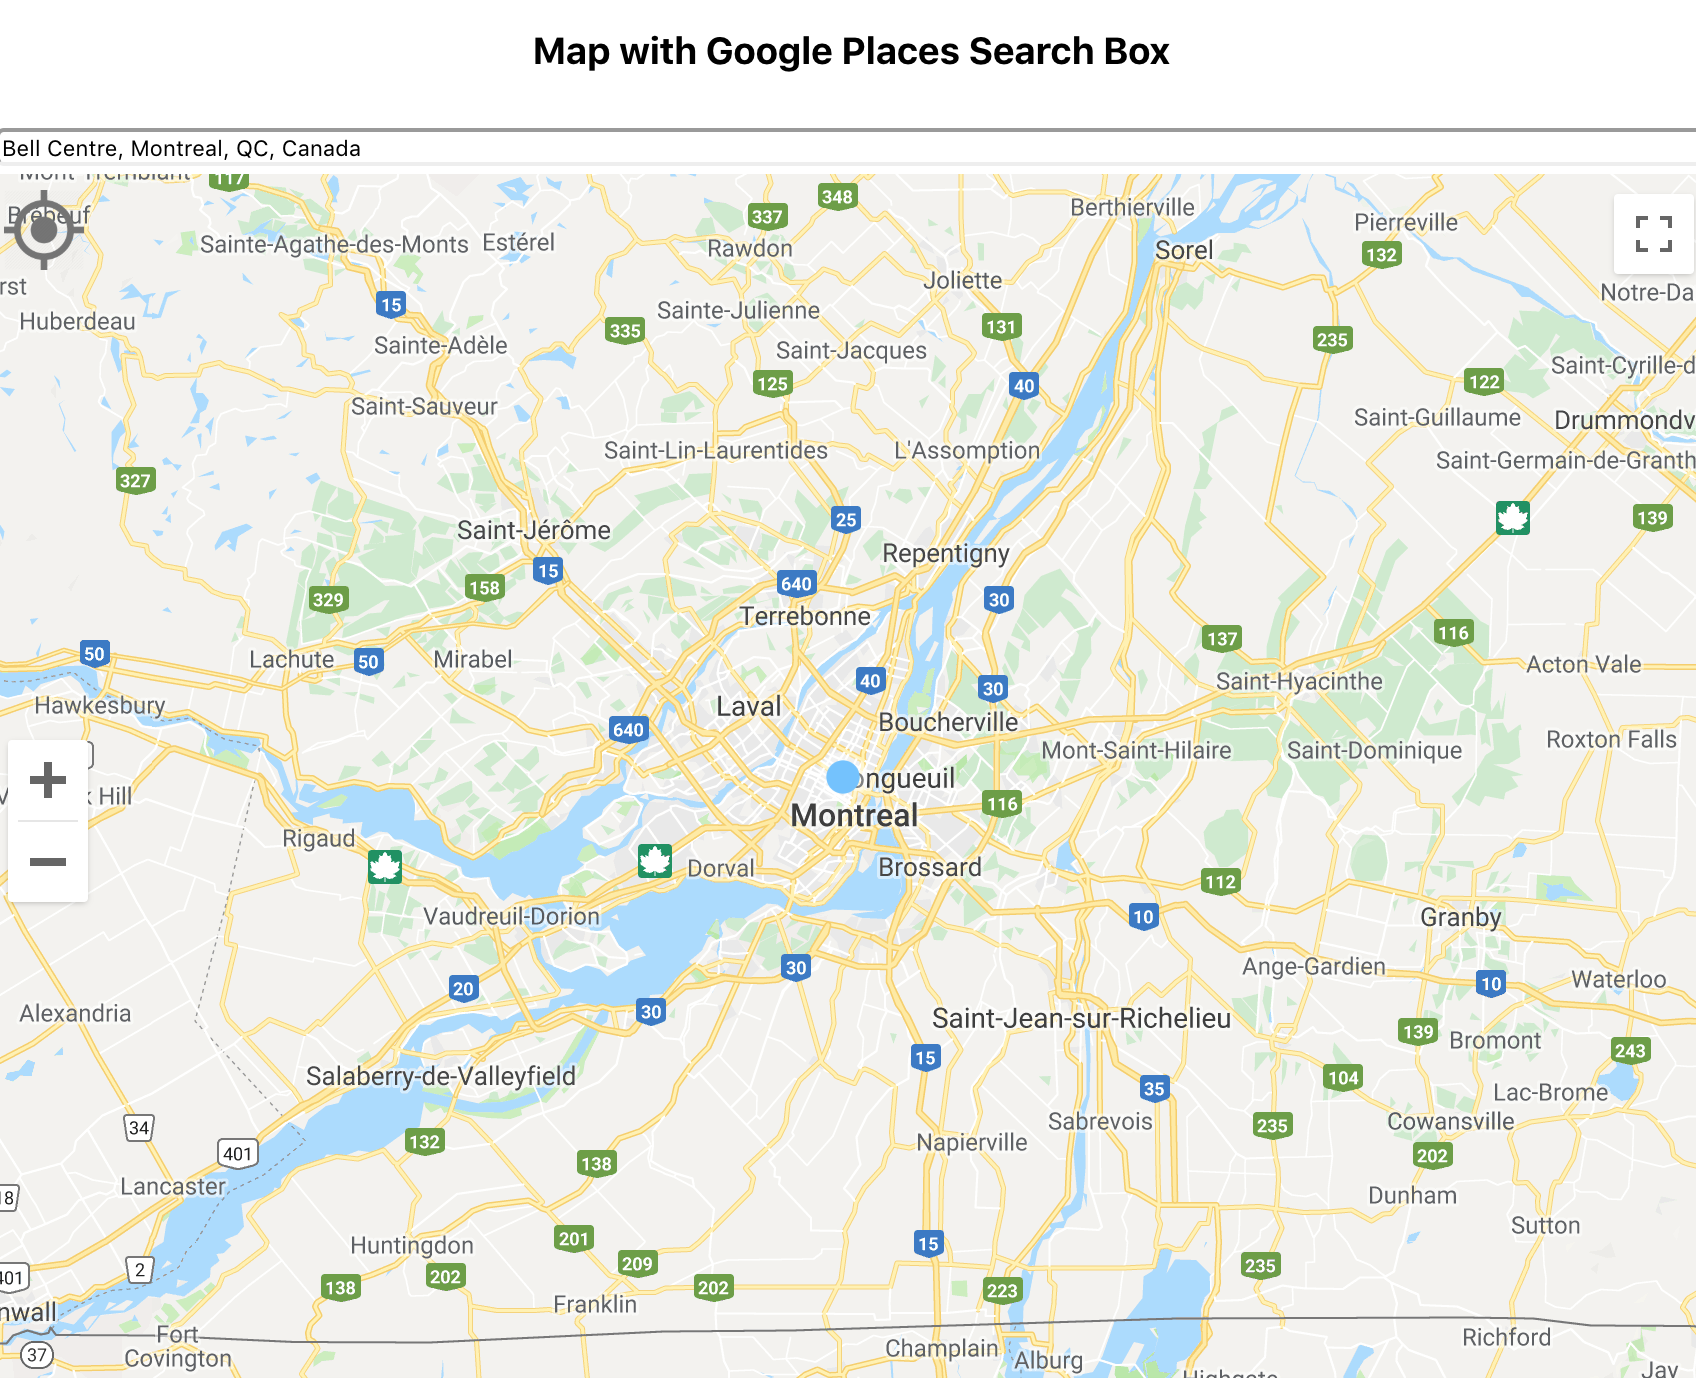 Map with Google Places Search Box
Bell Centre, Montreal, QC, Canada
117
348
337
Berthierville
Pierreville
Sainte-Agathe-des-Monts
Estérel
Rawdon
Sorel
132
Joliette
Notre-Da
15
Huberdeau
Sainte-Julienne
335
131
235
Sainte-Adèle
Saint-Jacques
Saint-Cyrille-d
125
40
122
Saint-Sauveur
Saint-Guillaume
Drummondv
Saint-Lin-Laurentides
L'Assomption
Saint-Germain-de-Granth
327
25
139
Saint-Jérôme
Repentigny
15
158
640
329
30
Terrebonne
137
116
50
Lachute
50
Mirabel
Acton Vale
40
30
Saint-Hyacinthe
Hawkesbury
Laval
640
Boucherville
Mont-Saint-Hilaire
Saint-Dominique
Roxton Falls
ongueuil
Hill
116
Montreal
Rigaud
Dorval
Brossard
112
Vaudreuil-Dorion
10
Granby
30
Ange-Gardien
20
10
Waterloo
Alexandria
30
Saint-Jean-sur-Richelieu
139
Bromont
15
243
Salaberry-de-Valleyfield
104
35
Lac-Brome
34
Sabrevois
235
Cowansville
132
401
Napierville
202
138
Lancaster
18
Dunham
Sutton
201
Huntingdon
15
209
235
2
401
138
202
202
223
nwall
Franklin
Fort
Covington
Richford
37
Champlain
Alburg
Jay